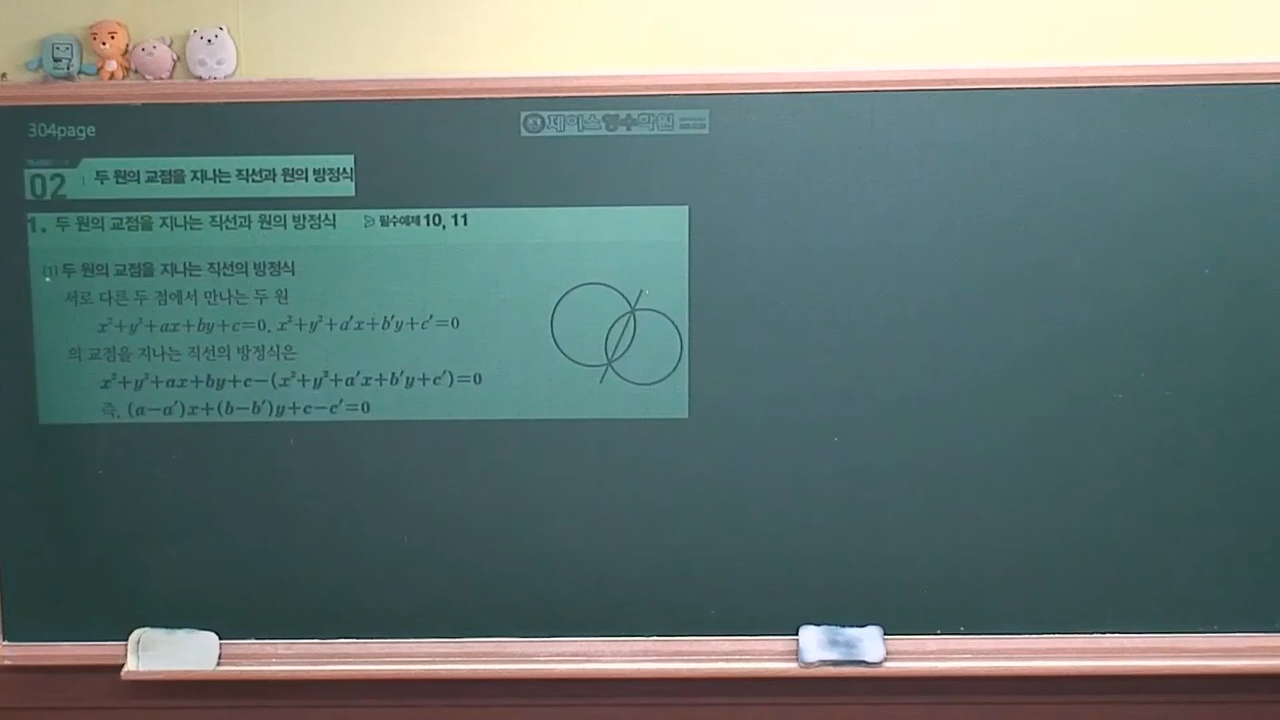 304page
제이스영수학원
02 두 원의 교점을 지나는 직선과 원의 방정식
1. 두 원의 교점을 지나는 직선과 원의 방정식 ▷ 필수예제 10, 11
(1) 두 원의 교점을 지나는 직선의 방정식
서로 다른 두 점에서 만나는 두 원
x²+y²+ax+by+c=0, x²+y²+a′x+b′y+c′=0
의 교점을 지나는 직선의 방정식은
x²+y²+ax+by+c−(x²+y²+a′x+b′y+c′)=0
즉, (a−a′)x+(b−b′)y+c−c′=0